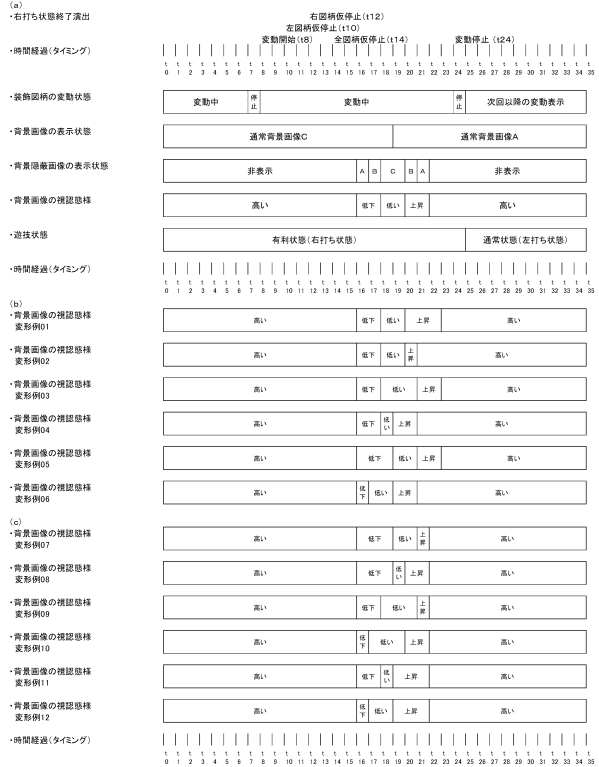 (a)
・右打ち状態終了演出 右図柄仮停止(t12)
左図柄仮停止(t10)
変動開始(t8) 全図柄仮停止(t14) 変動停止(t24)
・時間経過(タイミング)
t t t t t t t t t t t t t t t t t t t t t t t t t t t t t t t t t t t t
0 1 2 3 4 5 6 7 8 9 10 11 12 13 14 15 16 17 18 19 20 21 22 23 24 25 26 27 28 29 30 31 32 33 34 35
・装飾図柄の変動状態 変動中 停止 変動中 停止 次回以降の変動表示
・背景画像の表示状態 通常背景画像C 通常背景画像A
・背景隠蔽画像の表示状態 非表示 A B C B A 非表示
・背景画像の視認態様 高い 低下 低い 上昇 高い
・遊技状態 有利状態(右打ち状態) 通常状態(左打ち状態)
・時間経過(タイミング)
t t t t t t t t t t t t t t t t t t t t t t t t t t t t t t t t t t t t
0 1 2 3 4 5 6 7 8 9 10 11 12 13 14 15 16 17 18 19 20 21 22 23 24 25 26 27 28 29 30 31 32 33 34 35
(b)
・背景画像の視認態様 変形例01 高い 低下 低い 上昇 高い
・背景画像の視認態様 変形例02 高い 低下 低い 上昇 高い
・背景画像の視認態様 変形例03 高い 低下 低い 上昇 高い
・背景画像の視認態様 変形例04 高い 低下 低い 上昇 高い
・背景画像の視認態様 変形例05 高い 低下 低い 上昇 高い
・背景画像の視認態様 変形例06 高い 低下 低い 上昇 高い
(c)
・背景画像の視認態様 変形例07 高い 低下 低い 上昇 高い
・背景画像の視認態様 変形例08 高い 低下 低い 上昇 高い
・背景画像の視認態様 変形例09 高い 低下 低い 上昇 高い
・背景画像の視認態様 変形例10 高い 低下 低い 上昇 高い
・背景画像の視認態様 変形例11 高い 低下 低い 上昇 高い
・背景画像の視認態様 変形例12 高い 低下 低い 上昇 高い
・時間経過(タイミング)
t t t t t t t t t t t t t t t t t t t t t t t t t t t t t t t t t t t t
0 1 2 3 4 5 6 7 8 9 10 11 12 13 14 15 16 17 18 19 20 21 22 23 24 25 26 27 28 29 30 31 32 33 34 35